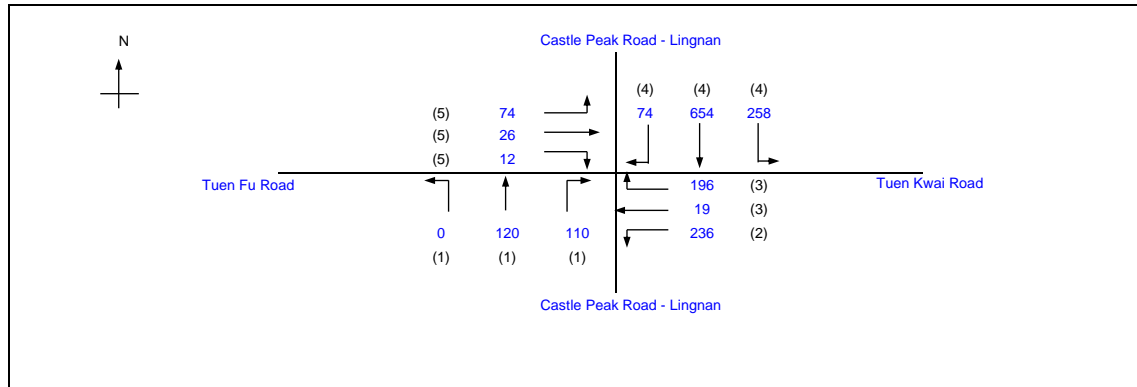 N
Castle Peak Road - Lingnan
(4) (4) (4)
(5) 74 74 654 258
(5) 26
(5) 12
Tuen Fu Road 196 (3) Tuen Kwai Road
19 (3)
0 120 110 236 (2)
(1) (1) (1)
Castle Peak Road - Lingnan